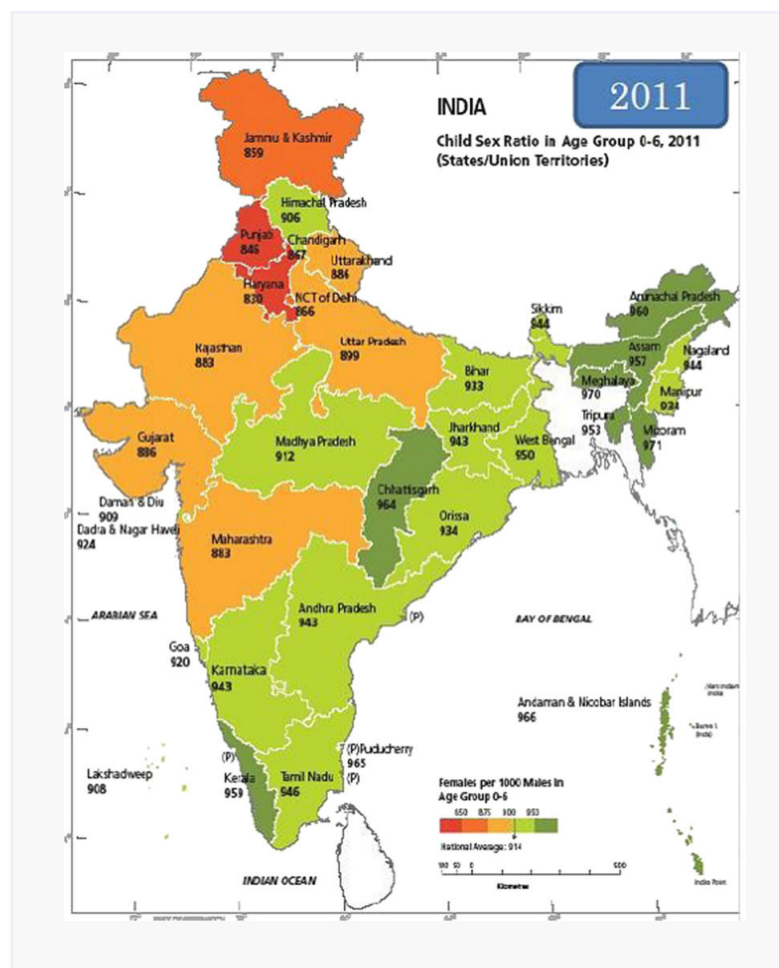 2011
INDIA
Child Sex Ratio in Age Group 0-6, 2011
(States/Union Territories)
Jammu & Kashmir
859
Himachal Pradesh
906
Punjab
846
Chandigarh
867
Uttarakhand
886
Haryana
830
NCT of Delhi
866
Rajasthan
883
Uttar Pradesh
899
Bihar
933
Sikkim
944
Arunachal Pradesh
960
Assam
957
Nagaland
944
Meghalaya
970
Manipur
934
Tripura
953
Mizoram
971
Gujarat
886
Madhya Pradesh
912
Jharkhand
943
West Bengal
950
Chhattisgarh
964
Orissa
934
Daman & Diu
909
Dadra & Nagar Haveli
924
Maharashtra
883
ARABIAN SEA
Andhra Pradesh
943
(P)
BAY OF BENGAL
Goa
920
Karnataka
943
Andaman & Nicobar Islands
966
(P)
(P)Puducherry
965
(P)
Lakshadweep
908
Kerala
959
Tamil Nadu
946
Females per 1000 Males in
Age Group 0-6
850 875 900 950
National Average: 914
100 50 0 500
Kilometres
INDIAN OCEAN
India Point